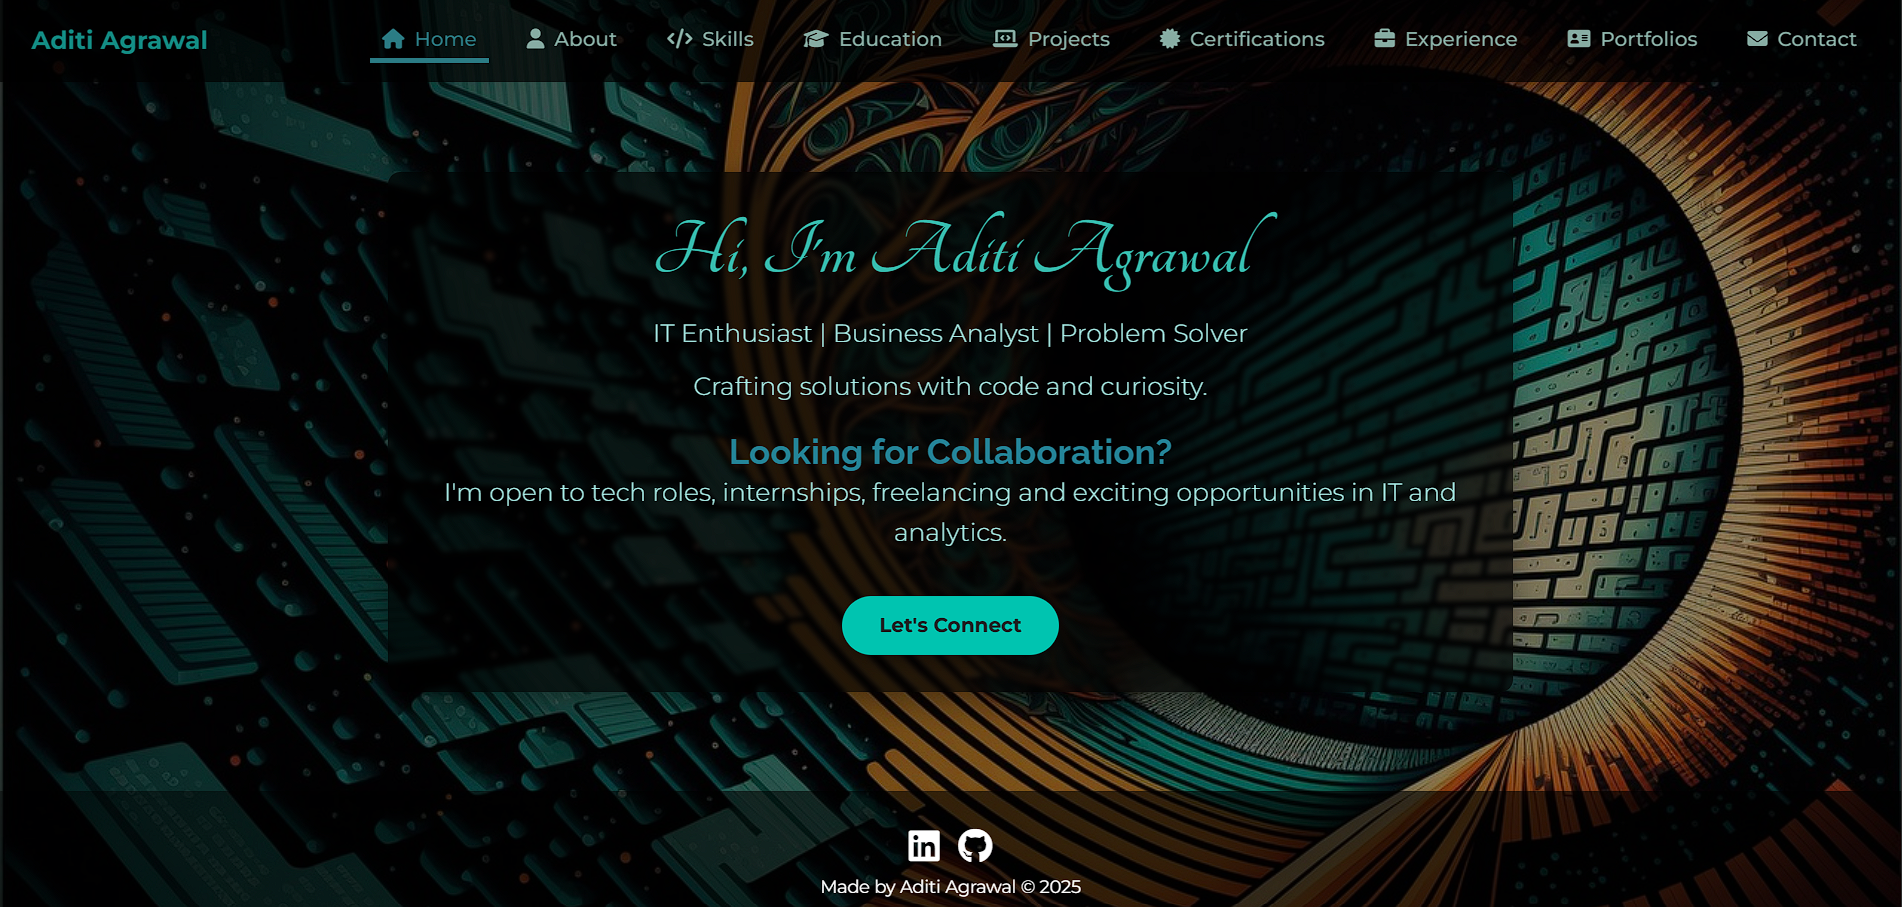 Aditi Agrawal
Home
About
Skills
Education
Projects
Certifications
Experience
Portfolios
Contact
Hi, I'm Aditi Agrawal
IT Enthusiast | Business Analyst | Problem Solver
Crafting solutions with code and curiosity.
Looking for Collaboration?
I'm open to tech roles, internships, freelancing and exciting opportunities in IT and
analytics.
Let's Connect
in
Made by Aditi Agrawal © 2025